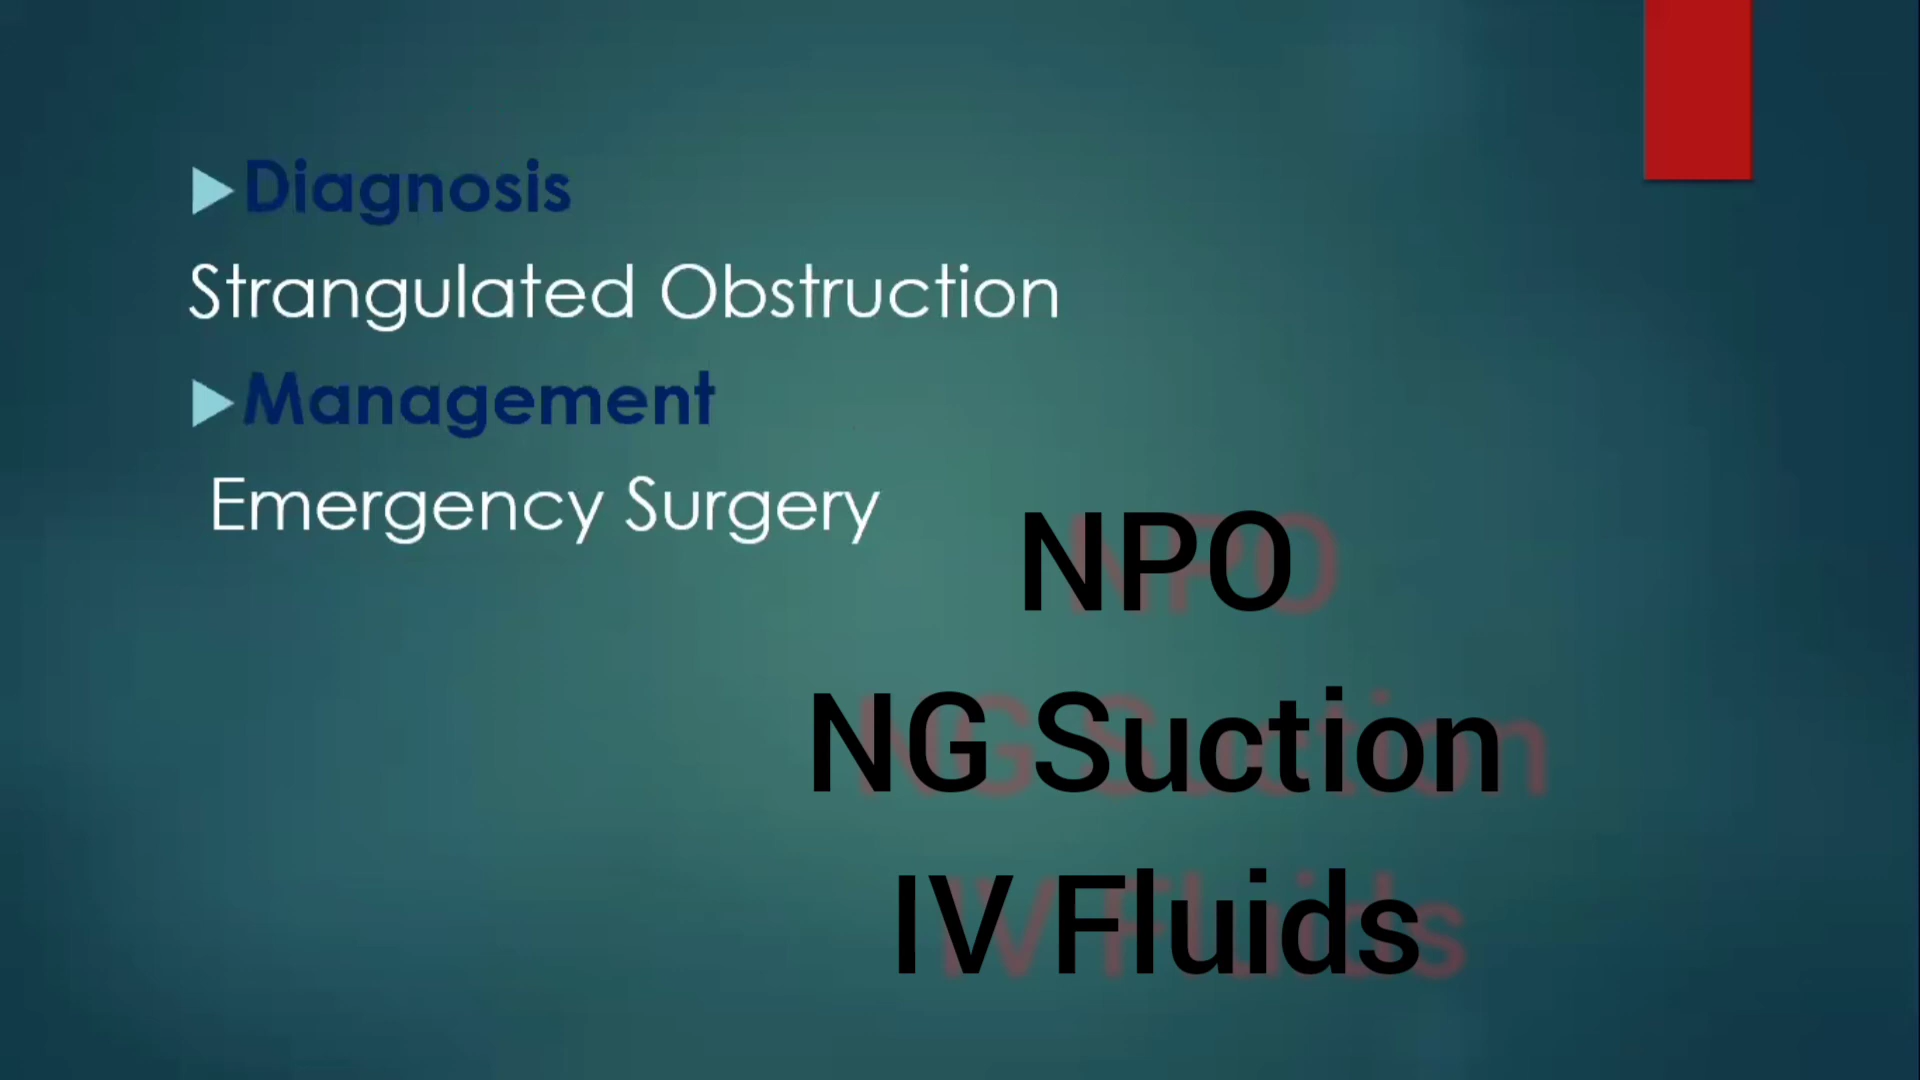 Diagnosis
Strangulated Obstruction
Management
Emergency Surgery
NPO
NG Suction
IV Fluids